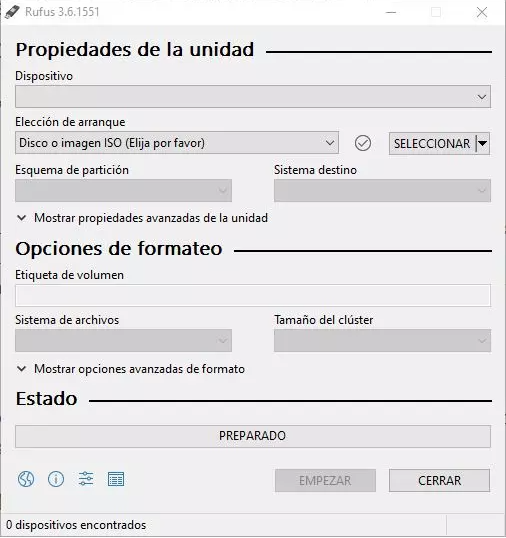 Rufus 3.6.1551
Propiedades de la unidad
Dispositivo
Elección de arranque
Disco o imagen ISO (Elija por favor)
SELECCIONAR
Esquema de partición
Sistema destino
Mostrar propiedades avanzadas de la unidad
Opciones de formateo
Etiqueta de volumen
Sistema de archivos
Tamaño del clúster
Mostrar opciones avanzadas de formato
Estado
PREPARADO
EMPEZAR
CERRAR
0 dispositivos encontrados